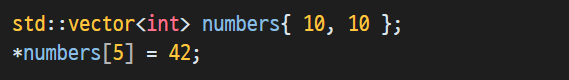 std::vector<int> numbers{ 10, 10 };
*numbers[5] = 42;